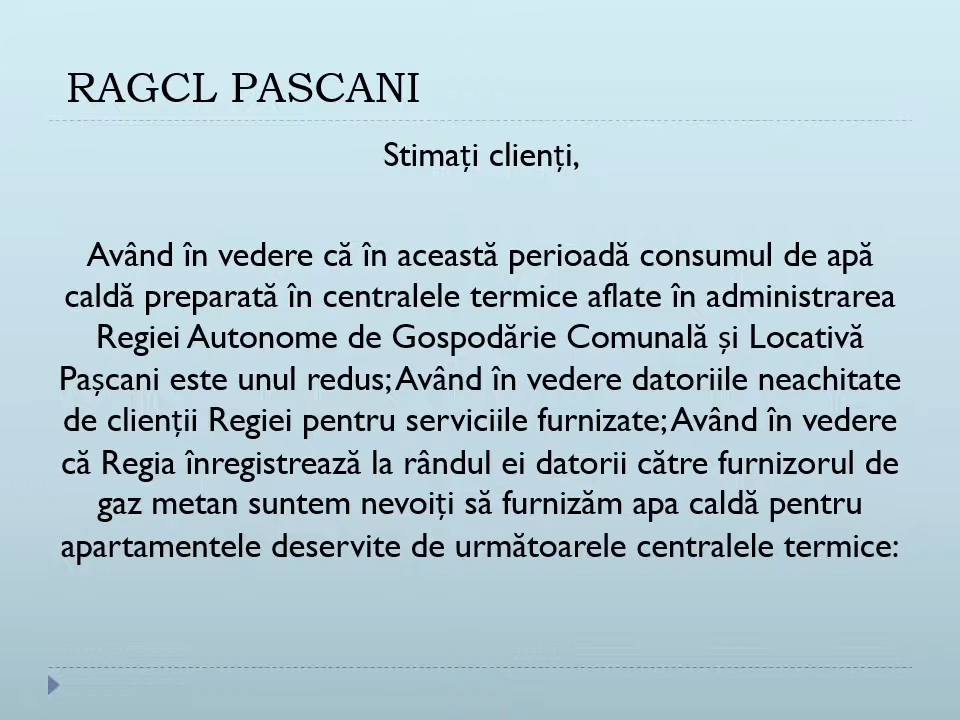 RAGCL PASCANI
Stimați clienți,
Având în vedere că în această perioadă consumul de apă
caldă preparată în centralele termice aflate în administrarea
Regiei Autonome de Gospodărie Comunală și Locativă
Pașcani este unul redus; Având în vedere datoriile neachitate
de clienții Regiei pentru serviciile furnizate; Având în vedere
că Regia înregistrează la rândul ei datorii către furnizorul de
gaz metan suntem nevoiți să furnizăm apa caldă pentru
apartamentele deservite de următoarele centralele termice: